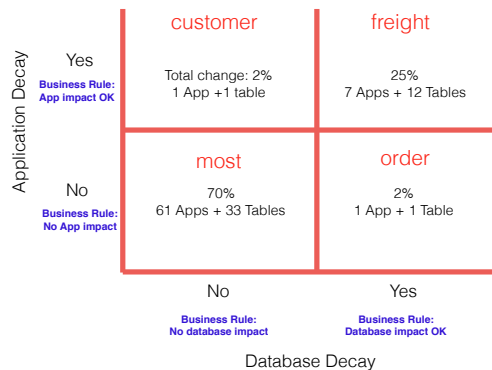 customer
freight
Application Decay
Yes
Business Rule:
App impact OK
Total change: 2%
1 App +1 table
25%
7 Apps + 12 Tables
most
order
No
Business Rule:
No App impact
70%
61 Apps + 33 Tables
2%
1 App + 1 Table
No
Yes
Business Rule:
No database impact
Business Rule:
Database impact OK
Database Decay